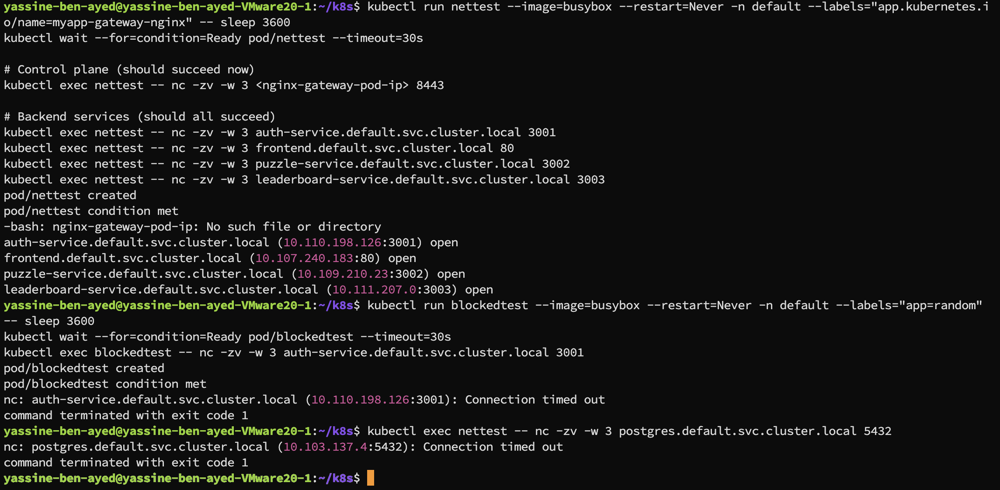 yassine-ben-ayed@yassine-ben-ayed-VMware20-1:~/k8s$ kubectl run nettest --image=busybox --restart=Never -n default --labels="app.kubernetes.i
o/name=myapp-gateway-nginx" -- sleep 3600
kubectl wait --for=condition=Ready pod/nettest --timeout=30s
# Control plane (should succeed now)
kubectl exec nettest -- nc -zv -w 3 <nginx-gateway-pod-ip> 8443
# Backend services (should all succeed)
kubectl exec nettest -- nc -zv -w 3 auth-service.default.svc.cluster.local 3001
kubectl exec nettest -- nc -zv -w 3 frontend.default.svc.cluster.local 80
kubectl exec nettest -- nc -zv -w 3 puzzle-service.default.svc.cluster.local 3002
kubectl exec nettest -- nc -zv -w 3 leaderboard-service.default.svc.cluster.local 3003
pod/nettest created
pod/nettest condition met
-bash: nginx-gateway-pod-ip: No such file or directory
auth-service.default.svc.cluster.local (10.110.198.126:3001) open
frontend.default.svc.cluster.local (10.107.240.183:80) open
puzzle-service.default.svc.cluster.local (10.109.210.23:3002) open
leaderboard-service.default.svc.cluster.local (10.111.207.0:3003) open
yassine-ben-ayed@yassine-ben-ayed-VMware20-1:~/k8s$ kubectl run blockedtest --image=busybox --restart=Never -n default --labels="app=random"
-- sleep 3600
kubectl wait --for=condition=Ready pod/blockedtest --timeout=30s
kubectl exec blockedtest -- nc -zv -w 3 auth-service.default.svc.cluster.local 3001
pod/blockedtest created
pod/blockedtest condition met
nc: auth-service.default.svc.cluster.local (10.110.198.126:3001): Connection timed out
command terminated with exit code 1
yassine-ben-ayed@yassine-ben-ayed-VMware20-1:~/k8s$ kubectl exec nettest -- nc -zv -w 3 postgres.default.svc.cluster.local 5432
nc: postgres.default.svc.cluster.local (10.103.137.4:5432): Connection timed out
command terminated with exit code 1
yassine-ben-ayed@yassine-ben-ayed-VMware20-1:~/k8s$